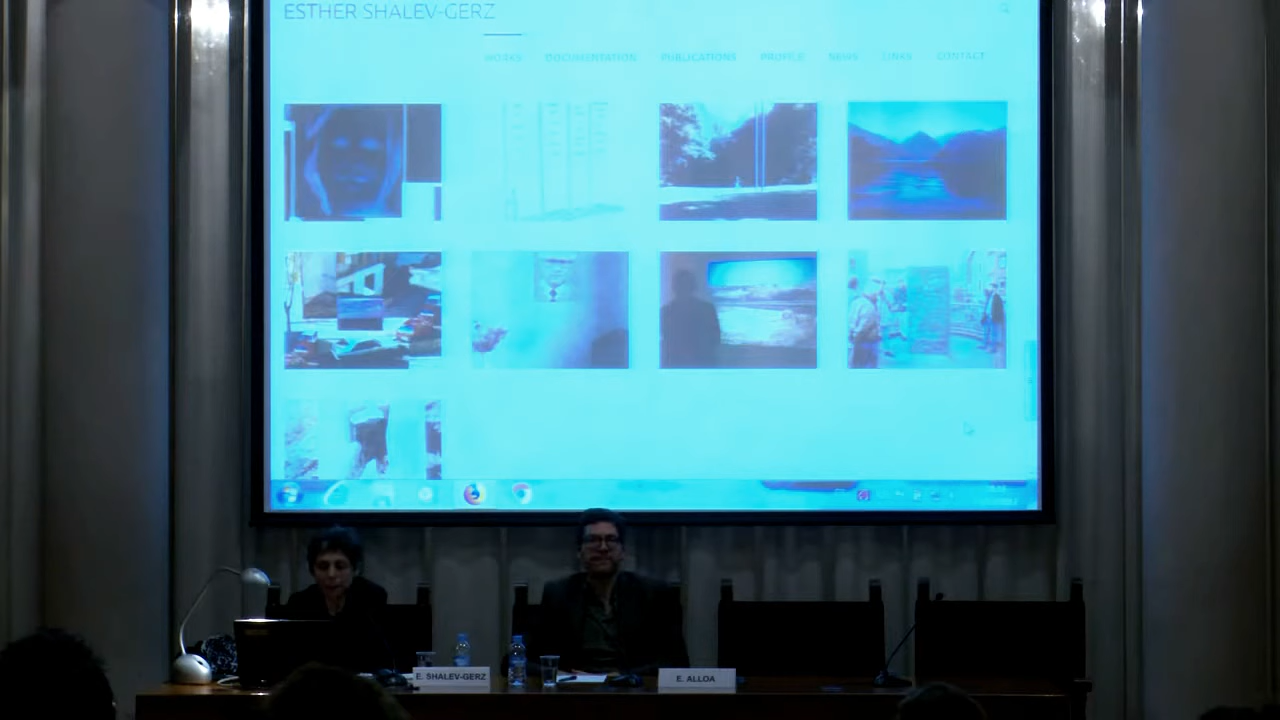 ESTHER SHALEV-GERZ
WORKS DOCUMENTATION PUBLICATIONS PROFILE NEWS LINKS CONTACT
E. SHALEV-GERZ
E. ALLOA